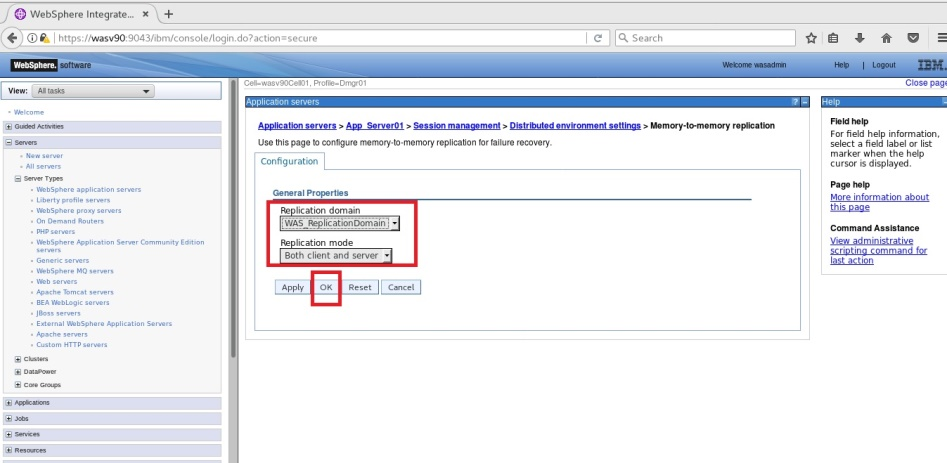 WebSphere Integrate...
https://wasv90:9043/ibm/console/login.do?action=secure
Search
WebSphere. software
Welcome wasadmin
Help | Logout
IBM.
View: All tasks
Cell=wasv90Cell01, Profile=Dmgr01
Close page
Welcome
Guided Activities
Servers
New server
All servers
Server Types
WebSphere application servers
Liberty profile servers
WebSphere proxy servers
On Demand Routers
PHP servers
WebSphere Application Server Community Edition
servers
Generic servers
WebSphere MQ servers
Web servers
Apache Tomcat servers
BEA WebLogic servers
JBoss servers
External WebSphere Application Servers
Apache servers
Custom HTTP servers
Clusters
DataPower
Core Groups
Applications
Jobs
Services
Resources
Application servers
Application servers > App_Server01 > Session management > Distributed environment settings > Memory-to-memory replication
Use this page to configure memory-to-memory replication for failure recovery.
Configuration
General Properties
Replication domain
WAS_ReplicationDomain
Replication mode
Both client and server
Apply OK Reset Cancel
Help
Field help
For field help information,
select a field label or list
marker when the help
cursor is displayed.
Page help
More information about
this page
Command Assistance
View administrative
scripting command for
last action